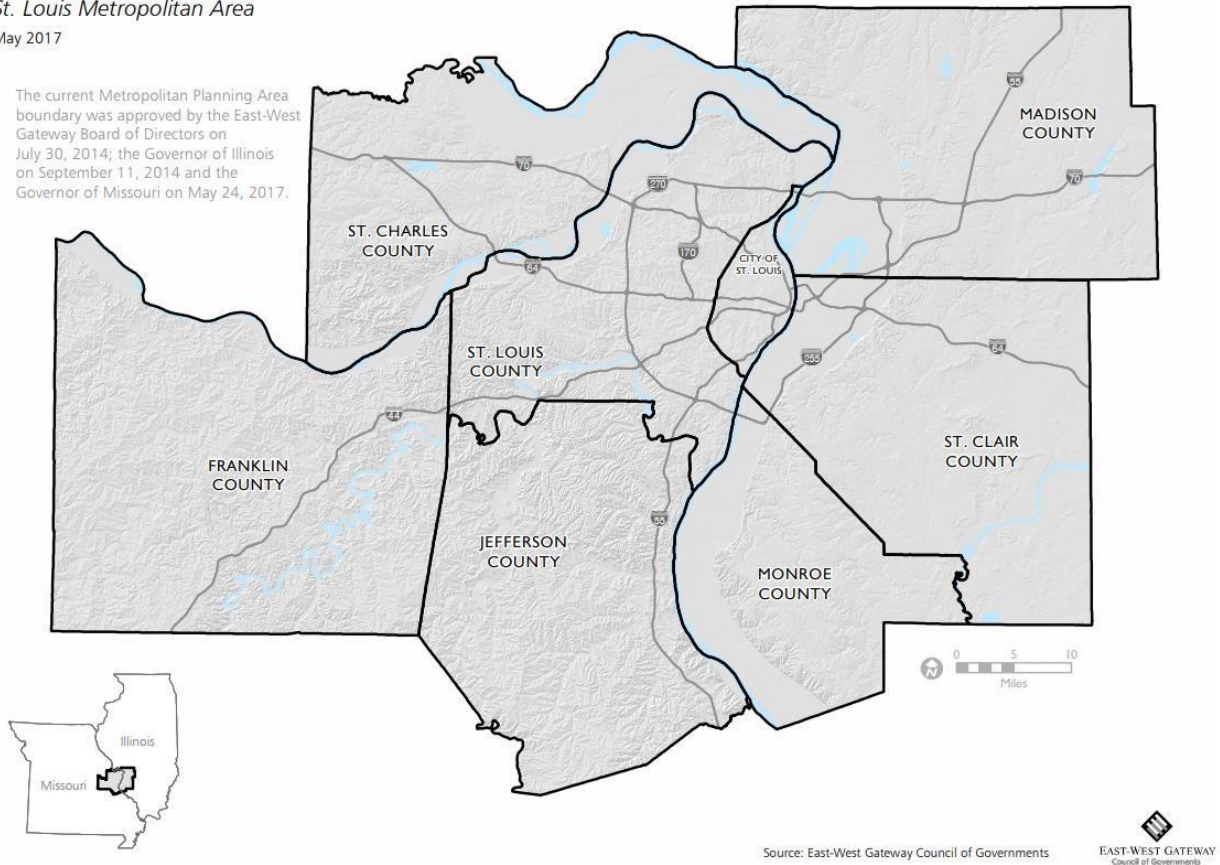 St. Louis Metropolitan Area
May 2017
The current Metropolitan Planning Area
boundary was approved by the East-West
Gateway Board of Directors on
July 30, 2014; the Governor of Illinois
on September 11, 2014 and the
Governor of Missouri on May 24, 2017.
55
MADISON
COUNTY
70
70
270
ST. CHARLES
COUNTY
170
64
CITY OF
ST. LOUIS
ST. LOUIS
COUNTY
255
64
44
FRANKLIN
COUNTY
ST. CLAIR
COUNTY
55
JEFFERSON
COUNTY
MONROE
COUNTY
N
0 5 10
Miles
Illinois
Missouri
Source: East-West Gateway Council of Governments
EAST-WEST GATEWAY
Council of Governments